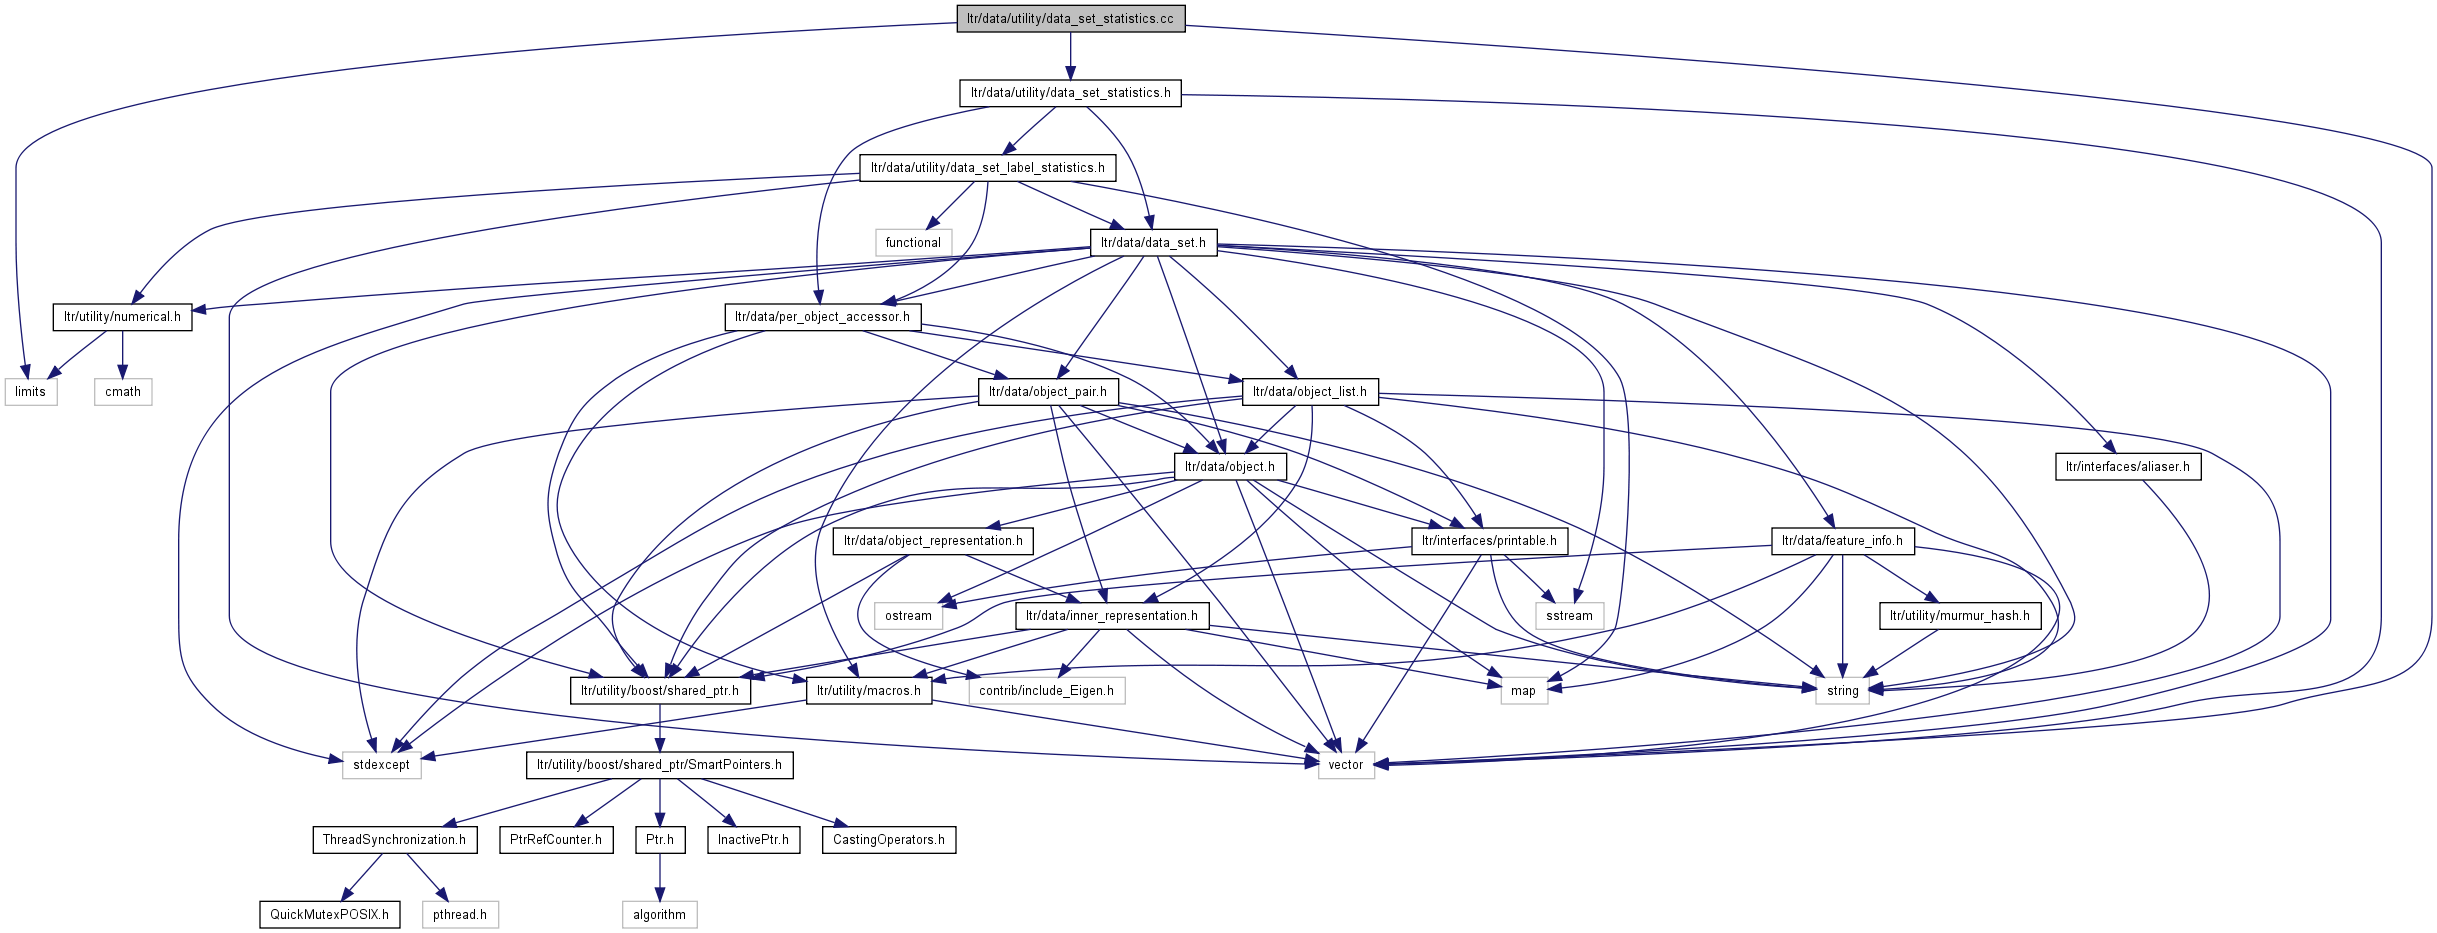 ltr/data/utility/data_set_statistics.cc
ltr/data/utility/data_set_statistics.h
ltr/data/utility/data_set_label_statistics.h
functional
ltr/data/data_set.h
ltr/utility/numerical.h
ltr/data/per_object_accessor.h
limits
cmath
ltr/data/object_pair.h
ltr/data/object_list.h
ltr/data/object.h
ltr/interfaces/aliaser.h
ltr/data/object_representation.h
ltr/interfaces/printable.h
ltr/data/feature_info.h
ostream
ltr/data/inner_representation.h
sstream
ltr/utility/murmur_hash.h
ltr/utility/boost/shared_ptr.h
ltr/utility/macros.h
contrib/include_Eigen.h
map
string
stdexcept
ltr/utility/boost/shared_ptr/SmartPointers.h
vector
ThreadSynchronization.h
PtrRefCounter.h
Ptr.h
InactivePtr.h
CastingOperators.h
QuickMutexPOSIX.h
pthread.h
algorithm